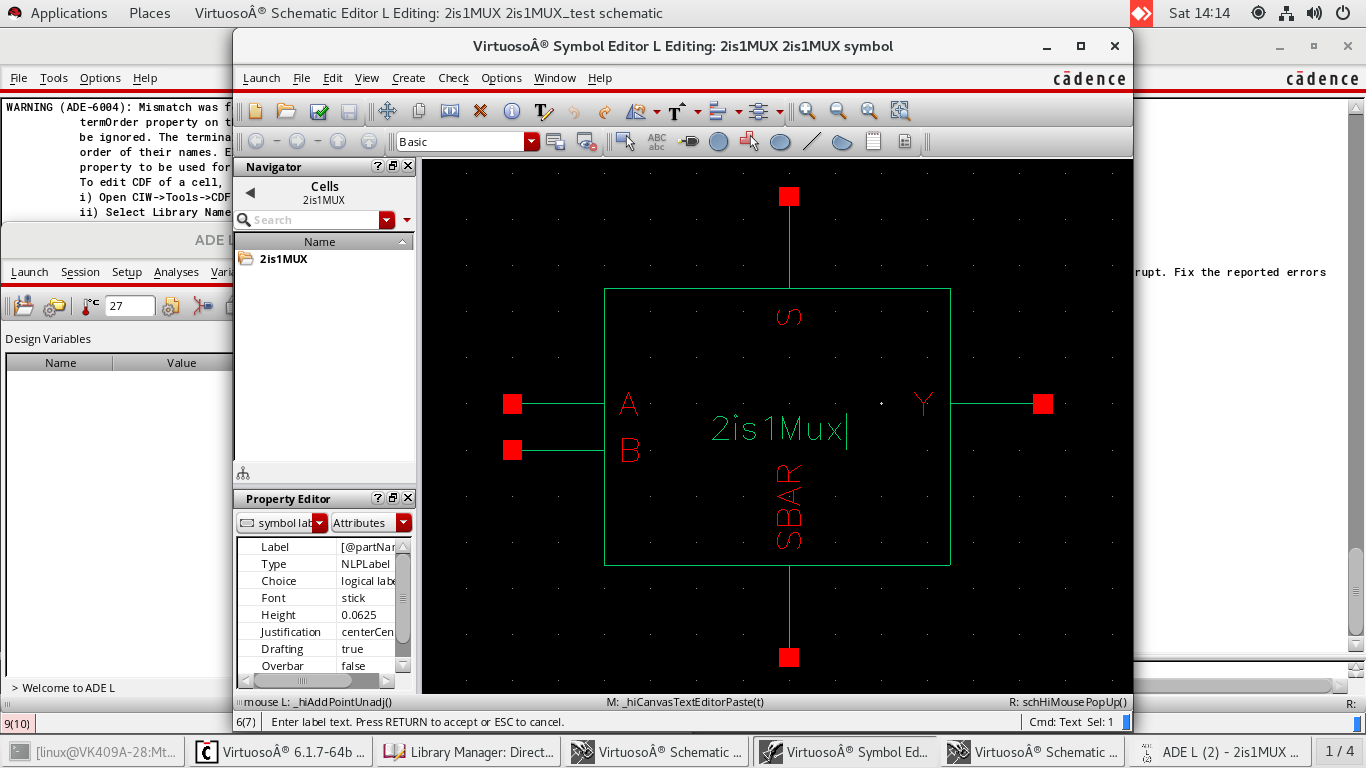 Applications Places VirtuosoÂ® Schematic Editor L Editing: 2is1MUX 2is1MUX_test schematic Sat 14:14
VirtuosoÂ® Symbol Editor L Editing: 2is1MUX 2is1MUX symbol
File Tools Options Help
Launch File Edit View Create Check Options Window Help cādence
cādence
WARNING (ADE-6004): Mismatch was f
termOrder property on t
be ignored. The termina
order of their names. E
property to be used for
To edit CDF of a cell,
i) Open CIW->Tools->CDF
ii) Select Library Name
rupt. Fix the reported errors
ADE L
Launch Session Setup Analyses Varia
°C 27
Design Variables
Name Value
> Welcome to ADE L
9(10)
Basic
ABC
abc
Navigator
Cells
2is1MUX
Search
Name
2is1MUX
Property Editor
symbol lab Attributes
Label [@partNar
Type NLPLabel
Choice logical labe
Font stick
Height 0.0625
Justification centerCen
Drafting true
Overbar false
S
A
Y
2is1Mux
B
SBAR
mouse L: _hiAddPointUnadj() M: _hiCanvasTextEditorPaste(t) R: schHiMousePopUp()
R:
6(7) Enter label text. Press RETURN to accept or ESC to cancel. Cmd: Text Sel: 1
[linux@VK409A-28:Mt... VirtuosoÂ® 6.1.7-64b ... Library Manager: Direct... VirtuosoÂ® Schematic ... VirtuosoÂ® Symbol Ed... VirtuosoÂ® Schematic ... ADE L (2) - 2is1MUX ... 1 / 4